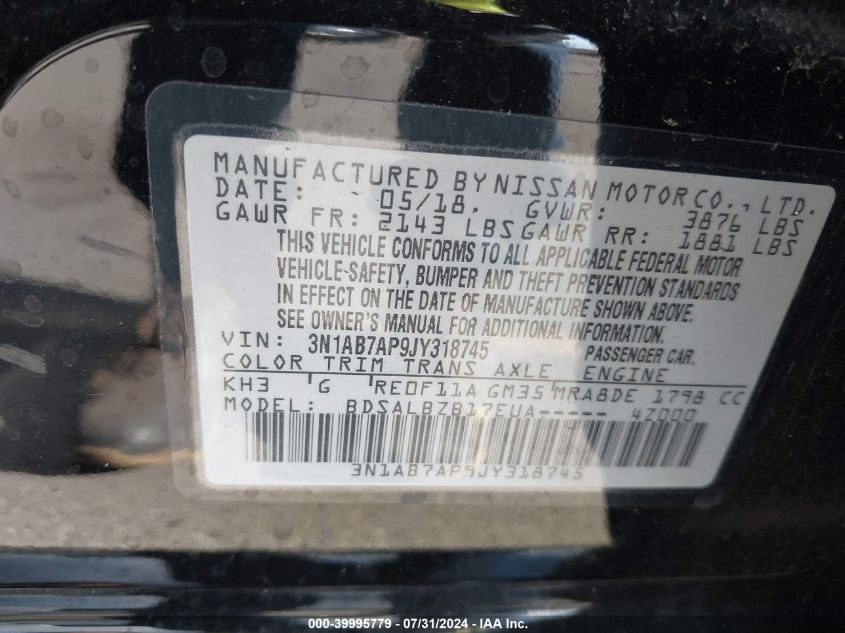 MANUFACTURED BY NISSAN MOTOR CO., LTD.
DATE: 05/18, GVWR: 3876 LBS
GAWR FR: 2143 LBS GAWR RR: 1881 LBS
THIS VEHICLE CONFORMS TO ALL APPLICABLE FEDERAL MOTOR
VEHICLE-SAFETY, BUMPER AND THEFT PREVENTION STANDARDS
IN EFFECT ON THE DATE OF MANUFACTURE SHOWN ABOVE.
SEE OWNER'S MANUAL FOR ADDITIONAL INFORMATION.
VIN: 3N1AB7AP9JY318745 PASSENGER CAR.
COLOR TRIM TRANS AXLE ENGINE
KH3 G RE0F11A GM35 MRA8DE 1798 CC
MODEL: BDSALBZB17EUA----- 4Z000
3N1AB7AP9JY318745
000-39995779 - 07/31/2024 - © IAA Inc.